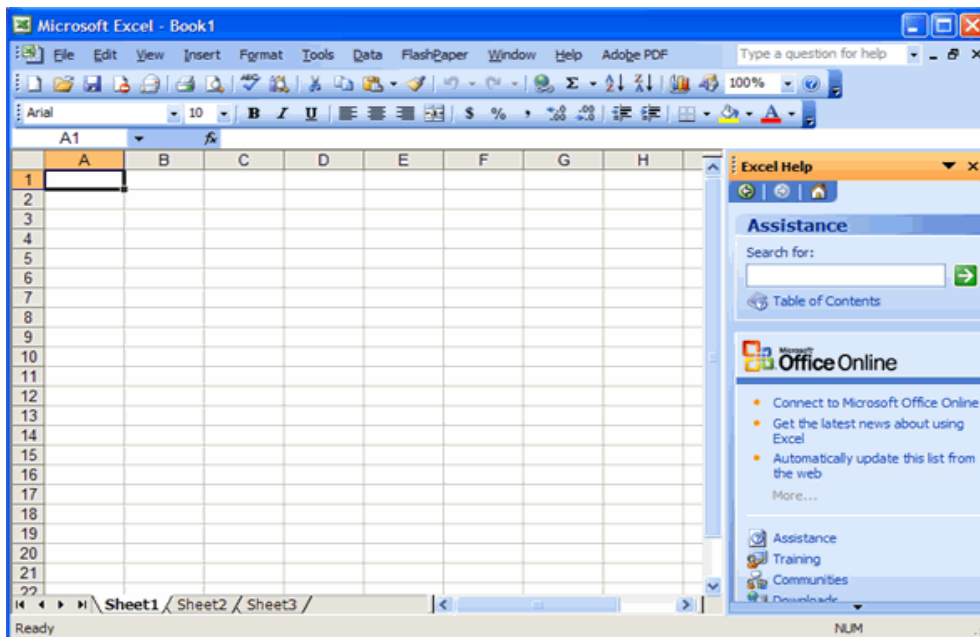 Microsoft Excel - Book1
File Edit View Insert Format Tools Data FlashPaper Window Help Adobe PDF Type a question for help
ABC Σ 100%
Arial 10 B I U $ % ,
A1 fx
A B C D E F G H
1
2
3
4
5
6
7
8
9
10
11
12
13
14
15
16
17
18
19
20
21
22
Excel Help
Assistance
Search for:
Table of Contents
Microsoft
Office Online
Connect to Microsoft Office Online
Get the latest news about using
Excel
Automatically update this list from
the web
More...
Assistance
Training
Communities
Downloads
Sheet1 Sheet2 Sheet3
Ready NUM